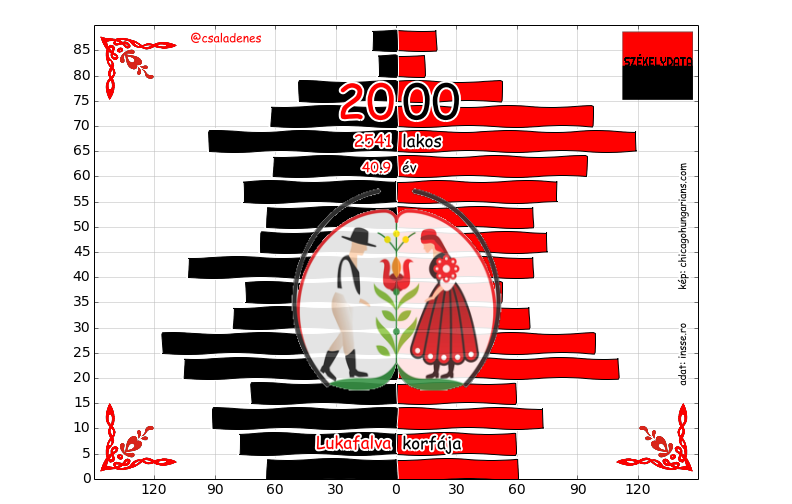 @csaladenes
SZÉKELYDATA
2000
2541 lakos
40.9 év
kép: chicagohungarians.com
adat: insse.ro
Lukafalva korfája
85
80
75
70
65
60
55
50
45
40
35
30
25
20
15
10
5
0
120 90 60 30 0 30 60 90 120